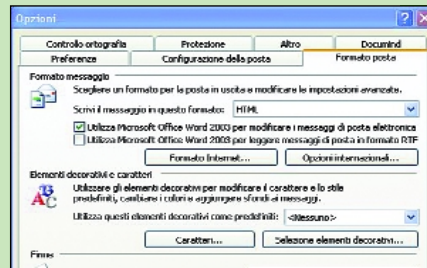 Opzioni
Controllo ortografia Protezione Altro Documind
Preferenze Configurazione della posta Formato posta
Formato messaggio
Scegliere un formato per la posta in uscita e modificare le impostazioni avanzate.
Scrivi il messaggio in questo formato: HTML
Utilizza Microsoft Office Word 2003 per modificare i messaggi di posta elettronica
Utilizza Microsoft Office Word 2003 per leggere messaggi di posta in formato RTF
Formato Internet... Opzioni internazionali...
Elementi decorativi e caratteri
Utilizzare gli elementi decorativi per modificare il carattere e lo stile
predefiniti, cambiare i colori e aggiungere sfondi ai messaggi.
Utilizza questi elementi decorativi come predefiniti: <Nessuno>
Caratteri... Selezione elementi decorativi...
Firme